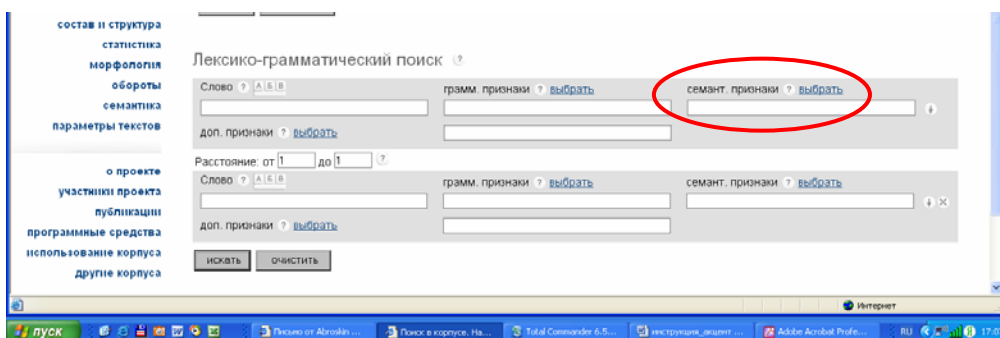 состав и структура
статистика
морфология
обороты
семантика
параметры текстов
о проекте
участники проекта
публикации
программные средства
использование корпуса
другие корпуса
Лексико-грамматический поиск ?
Слово ? А Б В грамм. признаки ? выбрать семант. признаки ? выбрать
доп. признаки ? выбрать
Расстояние: от 1 до 1 ?
Слово ? А Б В грамм. признаки ? выбрать семант. признаки ? выбрать
доп. признаки ? выбрать
искать очистить
Интернет
пуск Письмо от Abroskin ... Поиск в корпусе. На... Total Commander 6.5... инструкция_акцент ... Adobe Acrobat Profe... RU